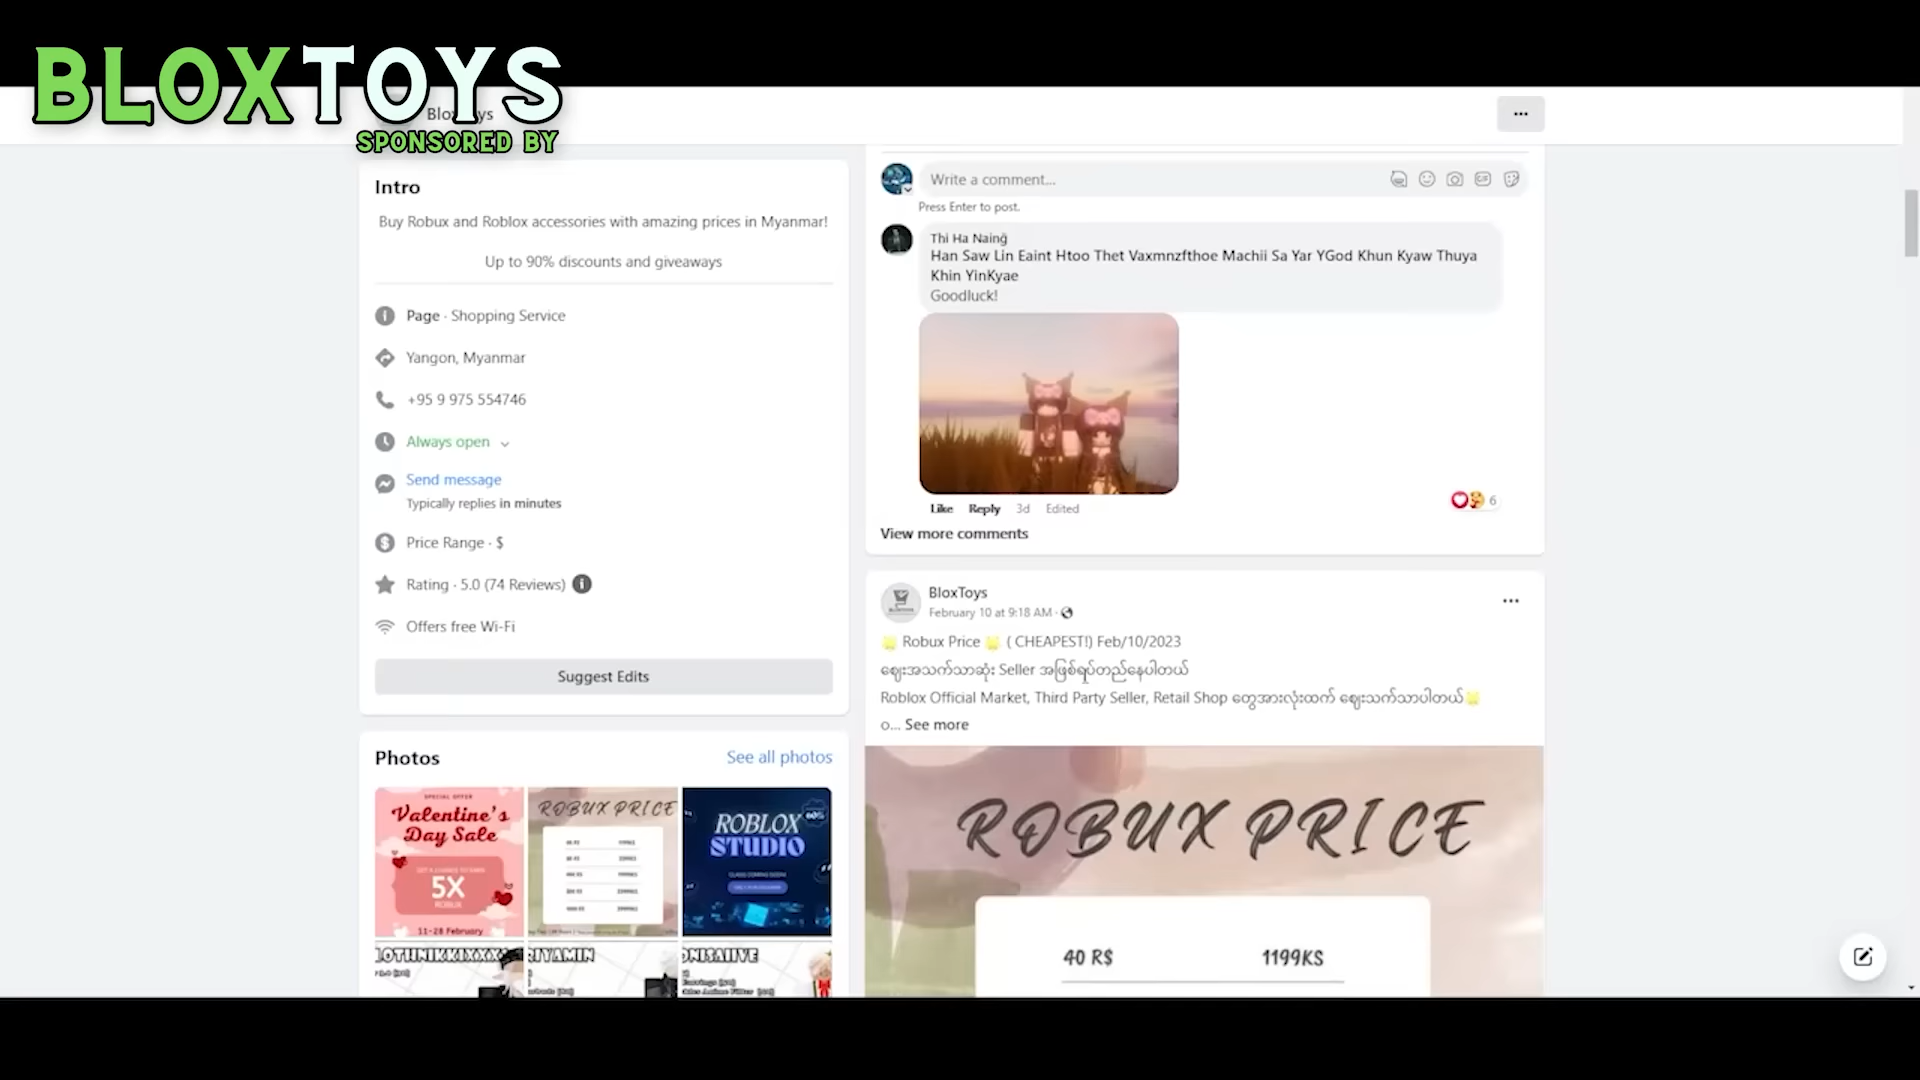 BLOXTOYS
SPONSORED BY
Intro
Buy Robux and Roblox accessories with amazing prices in Myanmar!
Up to 90% discounts and giveaways
Page · Shopping Service
Yangon, Myanmar
+95 9 975 554746
Always open
Send message
Typically replies in minutes
Price Range · $
Rating · 5.0 (74 Reviews)
Offers free Wi-Fi
Suggest Edits
Photos
See all photos
SPECIAL OFFER
Valentine's
Day Sale
5X
ROBUX
11-28 February
ROBUX PRICE
ROBLOX
STUDIO
60%
Write a comment...
GIF
Press Enter to post.
Thi Ha Naing
Han Saw Lin Eaint Htoo Thet Vaxmnzfthoe Machii Sa Yar YGod Khun Kyaw Thuya
Khin YinKyae
Goodluck!
Like Reply 3d Edited
6
View more comments
BloxToys
February 10 at 9:18 AM ·
Robux Price ( CHEAPEST!) Feb/10/2023
ဈေးအသက်သာဆုံး Seller အဖြစ်ရပ်တည်နေပါတယ်
Roblox Official Market, Third Party Seller, Retail Shop တွေအားလုံးထက် ဈေးသက်သာပါတယ်
ဝ... See more
ROBUX PRICE
40 R$ 1199KS